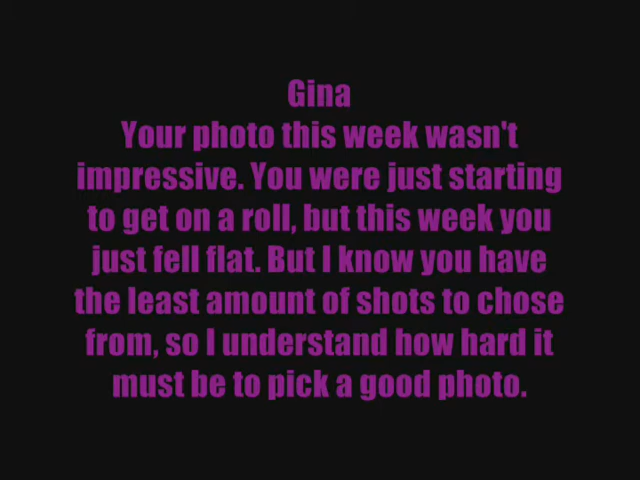 Gina
Your photo this week wasn't
impressive. You were just starting
to get on a roll, but this week you
just fell flat. But I know you have
the least amount of shots to chose
from, so I understand how hard it
must be to pick a good photo.